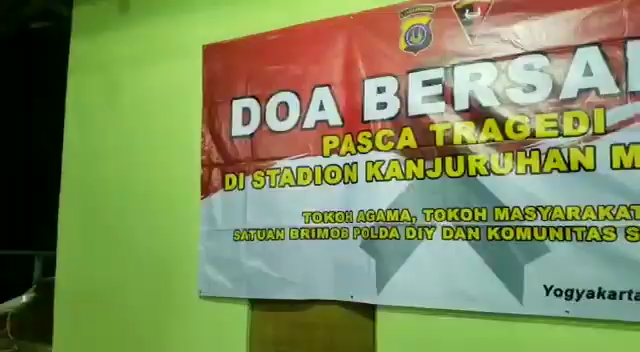 DOA BERSA
PASCA TRAGEDI
DI STADION KANJURUHAN M
TOKOH AGAMA, TOKOH MASYARAKAT
SATUAN BRIMOB POLDA DIY DAN KOMUNITAS S
Yogyakarta